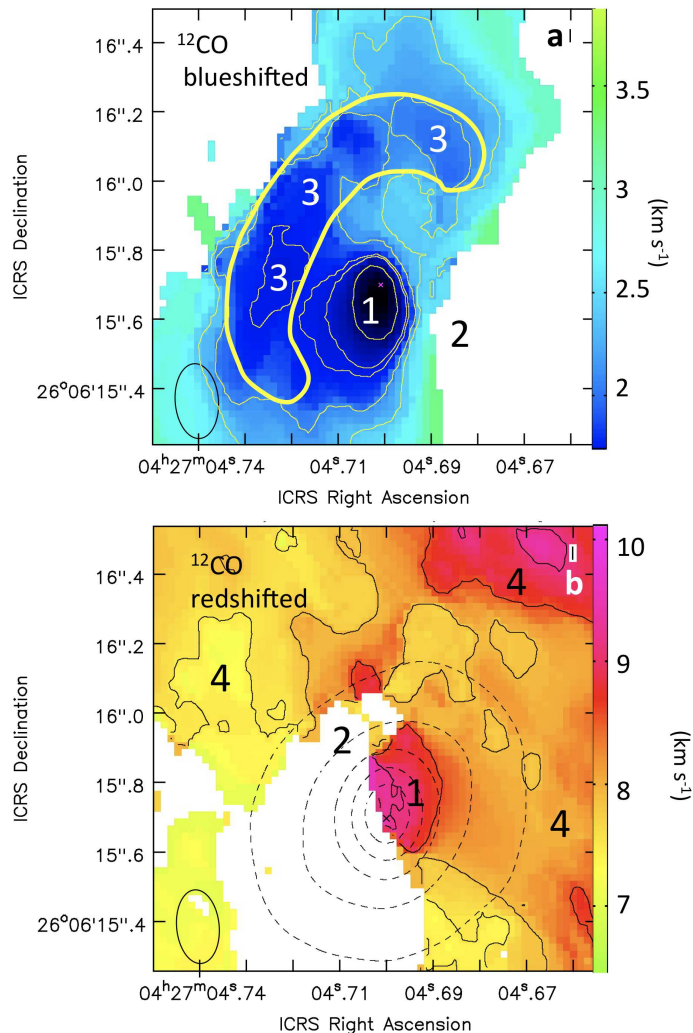 16".4
¹²CO
a
blueshifted
3.5
16".2
3
3
3
16".0
ICRS Declination
(km s⁻¹)
15".8
3
2.5
1
2
15".6
2
26°06'15".4
04ʰ27ᵐ04ˢ.74
04ˢ.71
04ˢ.69
04ˢ.67
ICRS Right Ascension
¹²CO
10
16".4
b
redshifted
4
16".2
9
4
16".0
2
ICRS Declination
(km s⁻¹)
15".8
1
8
4
15".6
7
26°06'15".4
04ʰ27ᵐ04ˢ.74
04ˢ.71
04ˢ.69
04ˢ.67
ICRS Right Ascension